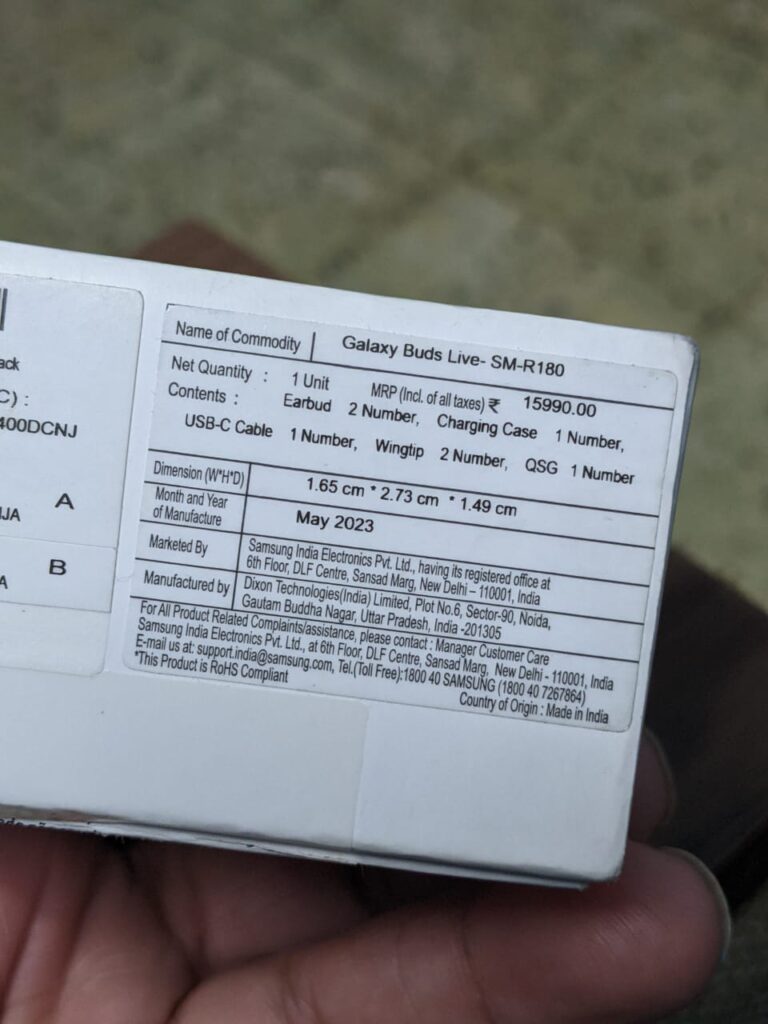 ack
C) :
400DCNJ
A
IJA
B
A
Name of Commodity Galaxy Buds Live- SM-R180
Net Quantity : 1 Unit MRP (Incl. of all taxes) ₹ 15990.00
Contents : Earbud 2 Number, Charging Case 1 Number,
USB-C Cable 1 Number, Wingtip 2 Number, QSG 1 Number
Dimension (W*H*D) 1.65 cm * 2.73 cm * 1.49 cm
Month and Year
of Manufacture May 2023
Marketed By Samsung India Electronics Pvt. Ltd., having its registered office at
6th Floor, DLF Centre, Sansad Marg, New Delhi – 110001, India
Manufactured by Dixon Technologies(India) Limited, Plot No.6, Sector-90, Noida,
Gautam Buddha Nagar, Uttar Pradesh, India -201305
For All Product Related Complaints/assistance, please contact : Manager Customer Care
Samsung India Electronics Pvt. Ltd., at 6th Floor, DLF Centre, Sansad Marg, New Delhi - 110001, India
E-mail us at: support.india@samsung.com, Tel.(Toll Free):1800 40 SAMSUNG (1800 40 7267864)
*This Product is RoHS Compliant
Country of Origin : Made in India